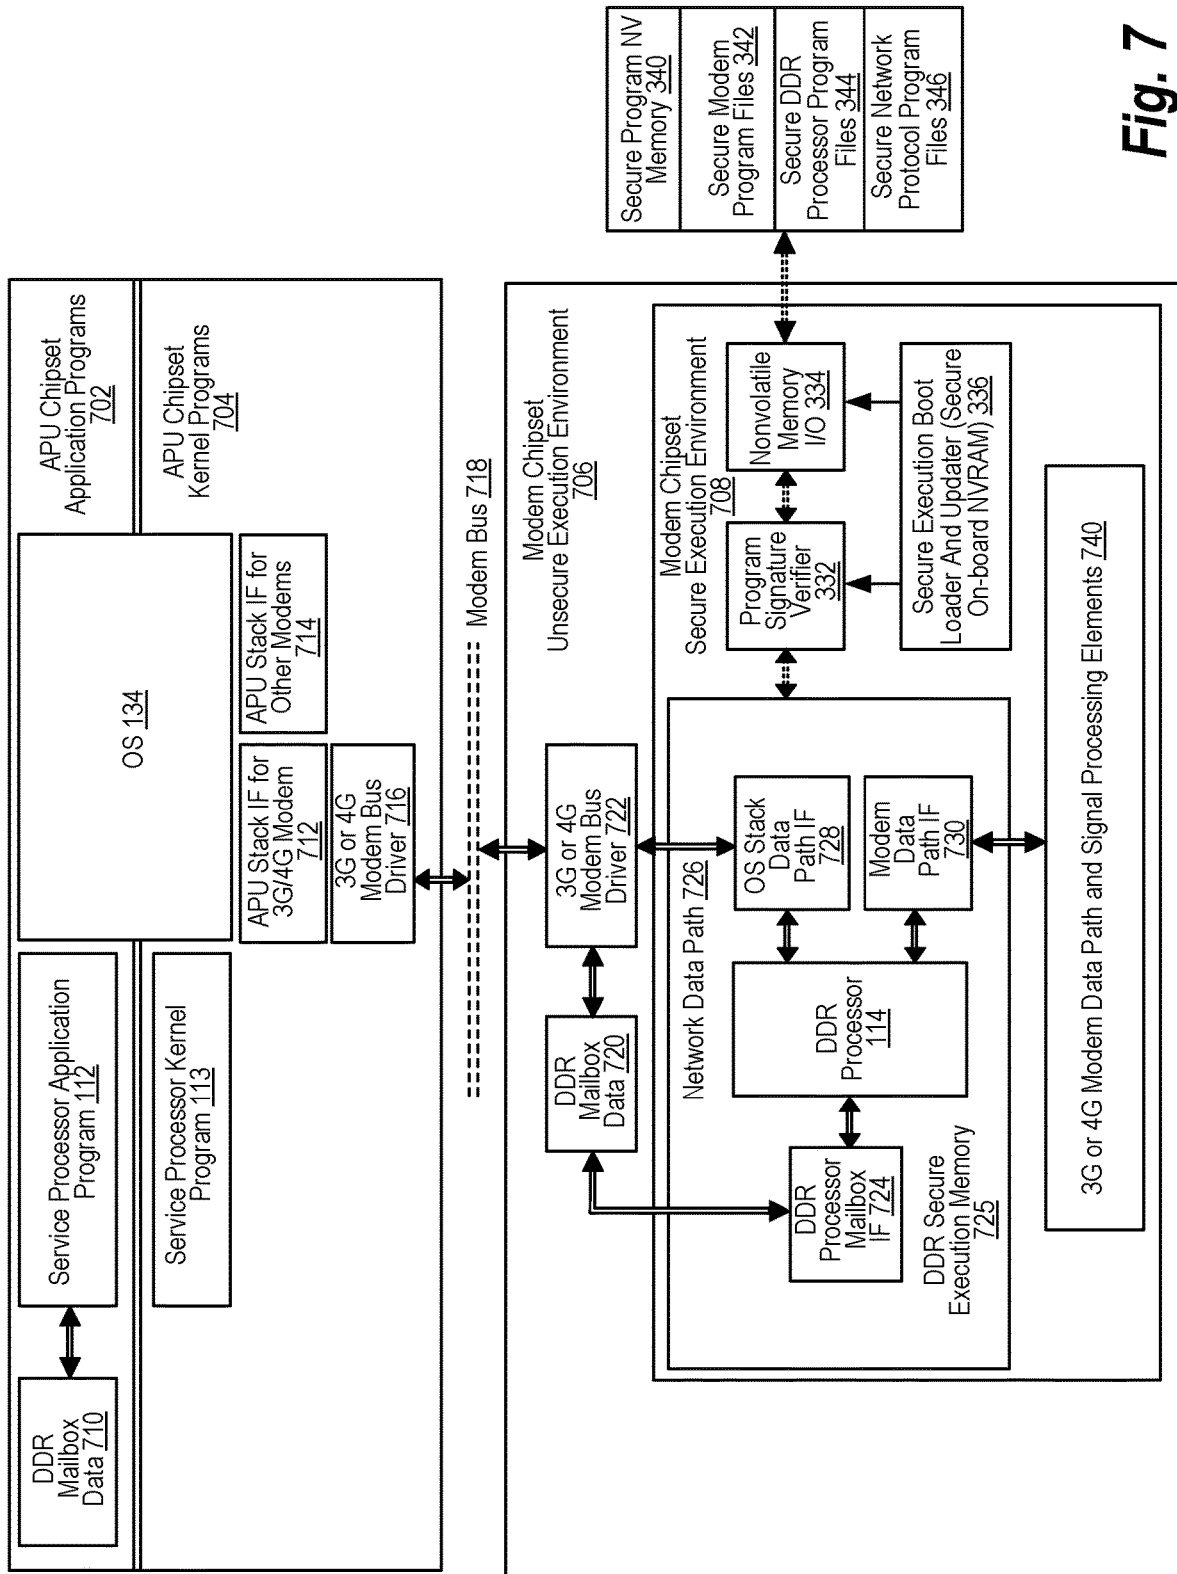 DDR
Mailbox
Data 710
Service Processor Application
Program 112
Service Processor Kernel
Program 113
OS 134
APU Chipset
Application Programs
702
APU Chipset
Kernel Programs
704
APU Stack IF for
3G/4G Modem
712
APU Stack IF for
Other Modems
714
3G or 4G
Modem Bus
Driver 716
Modem Bus 718
Modem Chipset
Unsecure Execution Environment
706
DDR
Mailbox
Data 720
3G or 4G
Modem Bus
Driver 722
Modem Chipset
Secure Execution Environment
708
Network Data Path 726
DDR
Processor
Mailbox
IF 724
DDR
Processor
114
OS Stack
Data
Path IF
728
Modem
Data
Path IF
730
DDR Secure
Execution Memory
725
Program
Signature
Verifier
332
Nonvolatile
Memory
I/O 334
Secure Execution Boot
Loader And Updater (Secure
On-board NVRAM) 336
3G or 4G Modem Data Path and Signal Processing Elements 740
Secure Program NV
Memory 340
Secure Modem
Program Files 342
Secure DDR
Processor Program
Files 344
Secure Network
Protocol Program
Files 346
Fig. 7